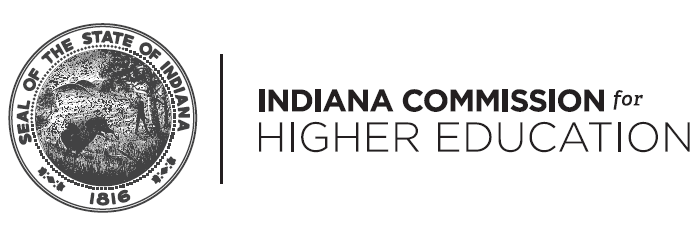 SEAL OF THE STATE OF INDIANA
1816
INDIANA COMMISSION for
HIGHER EDUCATION